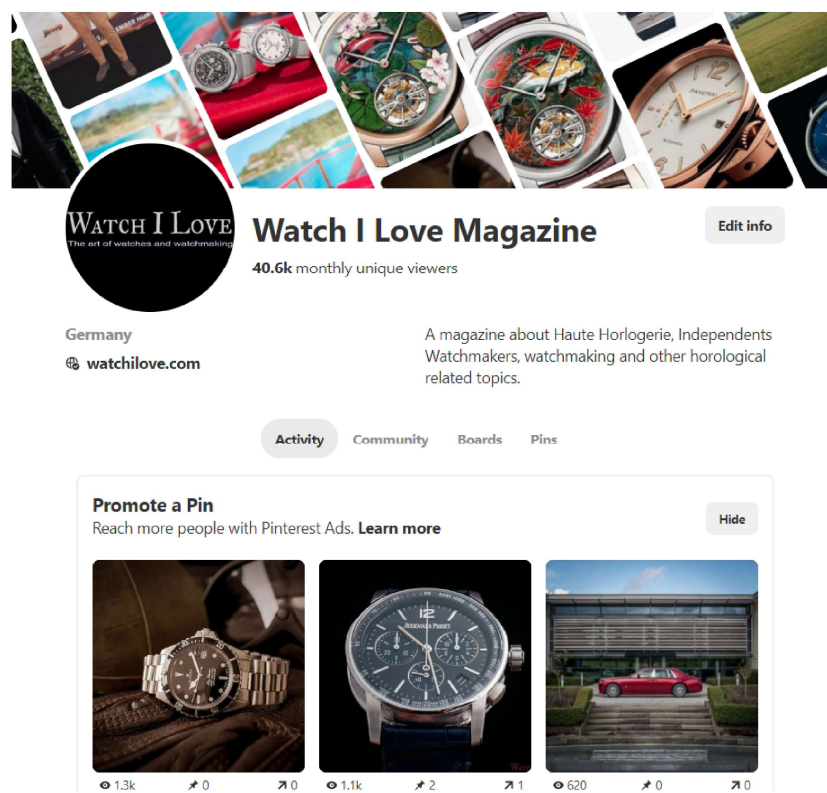 PANERAI
WATCH I LOVE
The art of watches and watchmaking
Watch I Love Magazine
Edit info
40.6k monthly unique viewers
Germany
watchilove.com
A magazine about Haute Horlogerie, Independents
Watchmakers, watchmaking and other horological
related topics.
Activity
Community
Boards
Pins
Promote a Pin
Reach more people with Pinterest Ads. Learn more
Hide
12
AUDEMARS PIGUET
1.3k
0
0
1.1k
2
1
620
0
0